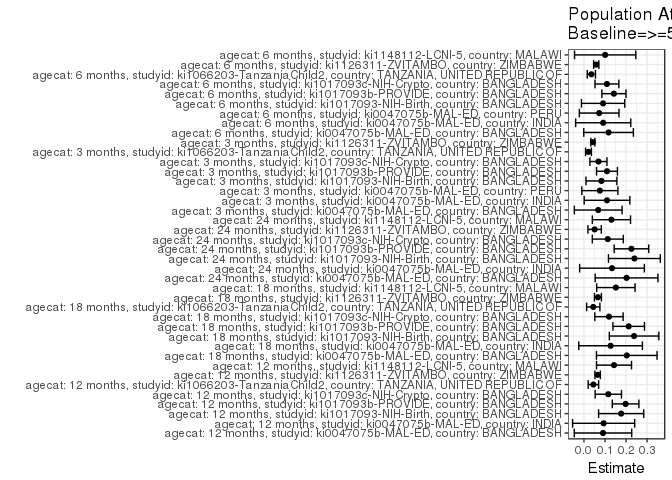 Population At
Baseline=>=5
agecat: 6 months, studyid: ki1148112-LCNI-5, country: MALAWI
agecat: 6 months, studyid: ki1126311-ZVITAMBO, country: ZIMBABWE
agecat: 6 months, studyid: ki1066203-TanzaniaChild2, country: TANZANIA, UNITED REPUBLIC OF
agecat: 6 months, studyid: ki1017093c-NIH-Crypto, country: BANGLADESH
agecat: 6 months, studyid: ki1017093b-PROVIDE, country: BANGLADESH
agecat: 6 months, studyid: ki1017093-NIH-Birth, country: BANGLADESH
agecat: 6 months, studyid: ki0047075b-MAL-ED, country: PERU
agecat: 6 months, studyid: ki0047075b-MAL-ED, country: INDIA
agecat: 6 months, studyid: ki0047075b-MAL-ED, country: BANGLADESH
agecat: 3 months, studyid: ki1126311-ZVITAMBO, country: ZIMBABWE
agecat: 3 months, studyid: ki1066203-TanzaniaChild2, country: TANZANIA, UNITED REPUBLIC OF
agecat: 3 months, studyid: ki1017093c-NIH-Crypto, country: BANGLADESH
agecat: 3 months, studyid: ki1017093b-PROVIDE, country: BANGLADESH
agecat: 3 months, studyid: ki1017093-NIH-Birth, country: BANGLADESH
agecat: 3 months, studyid: ki0047075b-MAL-ED, country: PERU
agecat: 3 months, studyid: ki0047075b-MAL-ED, country: INDIA
agecat: 3 months, studyid: ki0047075b-MAL-ED, country: BANGLADESH
agecat: 24 months, studyid: ki1148112-LCNI-5, country: MALAWI
agecat: 24 months, studyid: ki1126311-ZVITAMBO, country: ZIMBABWE
agecat: 24 months, studyid: ki1017093c-NIH-Crypto, country: BANGLADESH
agecat: 24 months, studyid: ki1017093b-PROVIDE, country: BANGLADESH
agecat: 24 months, studyid: ki1017093-NIH-Birth, country: BANGLADESH
agecat: 24 months, studyid: ki0047075b-MAL-ED, country: INDIA
agecat: 24 months, studyid: ki0047075b-MAL-ED, country: BANGLADESH
agecat: 18 months, studyid: ki1148112-LCNI-5, country: MALAWI
agecat: 18 months, studyid: ki1126311-ZVITAMBO, country: ZIMBABWE
agecat: 18 months, studyid: ki1066203-TanzaniaChild2, country: TANZANIA, UNITED REPUBLIC OF
agecat: 18 months, studyid: ki1017093c-NIH-Crypto, country: BANGLADESH
agecat: 18 months, studyid: ki1017093b-PROVIDE, country: BANGLADESH
agecat: 18 months, studyid: ki1017093-NIH-Birth, country: BANGLADESH
agecat: 18 months, studyid: ki0047075b-MAL-ED, country: INDIA
agecat: 18 months, studyid: ki0047075b-MAL-ED, country: BANGLADESH
agecat: 12 months, studyid: ki1148112-LCNI-5, country: MALAWI
agecat: 12 months, studyid: ki1126311-ZVITAMBO, country: ZIMBABWE
agecat: 12 months, studyid: ki1066203-TanzaniaChild2, country: TANZANIA, UNITED REPUBLIC OF
agecat: 12 months, studyid: ki1017093c-NIH-Crypto, country: BANGLADESH
agecat: 12 months, studyid: ki1017093b-PROVIDE, country: BANGLADESH
agecat: 12 months, studyid: ki1017093-NIH-Birth, country: BANGLADESH
agecat: 12 months, studyid: ki0047075b-MAL-ED, country: INDIA
agecat: 12 months, studyid: ki0047075b-MAL-ED, country: BANGLADESH
0.0 0.1 0.2 0.3
Estimate